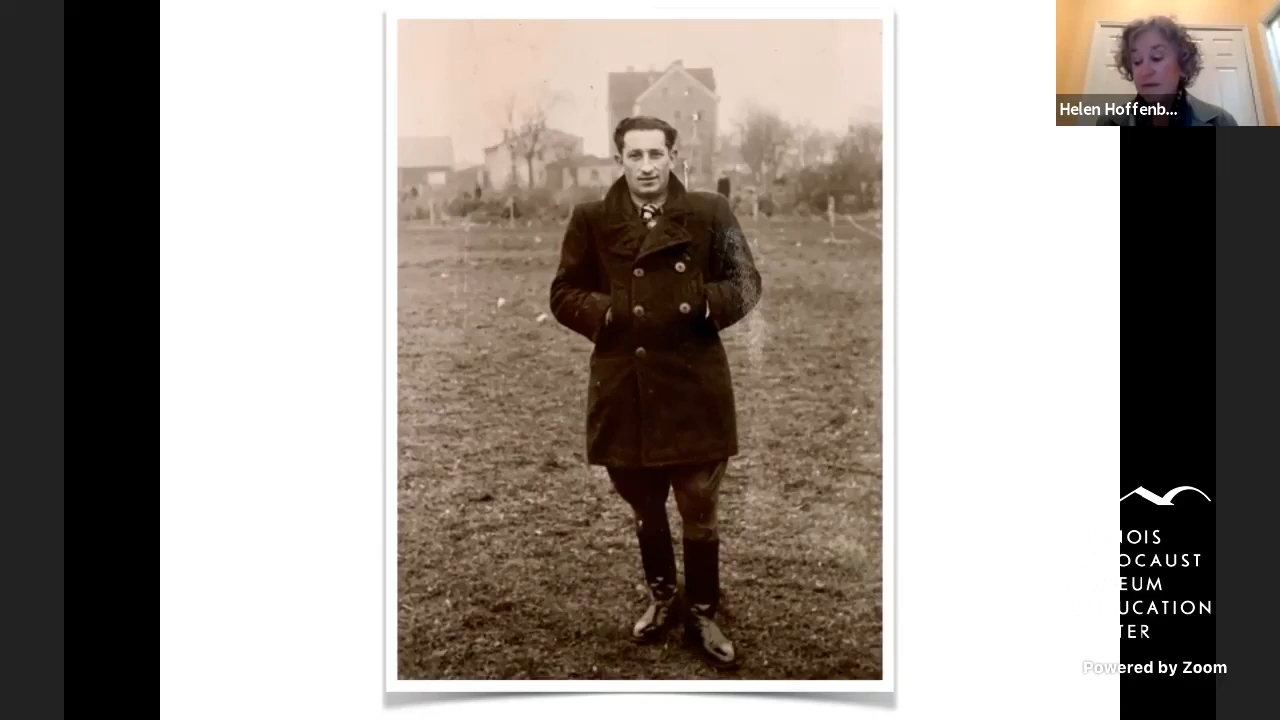 Helen Hoffenb...
NOIS
OCAUST
EUM
UCATION
TER
Powered by Zoom